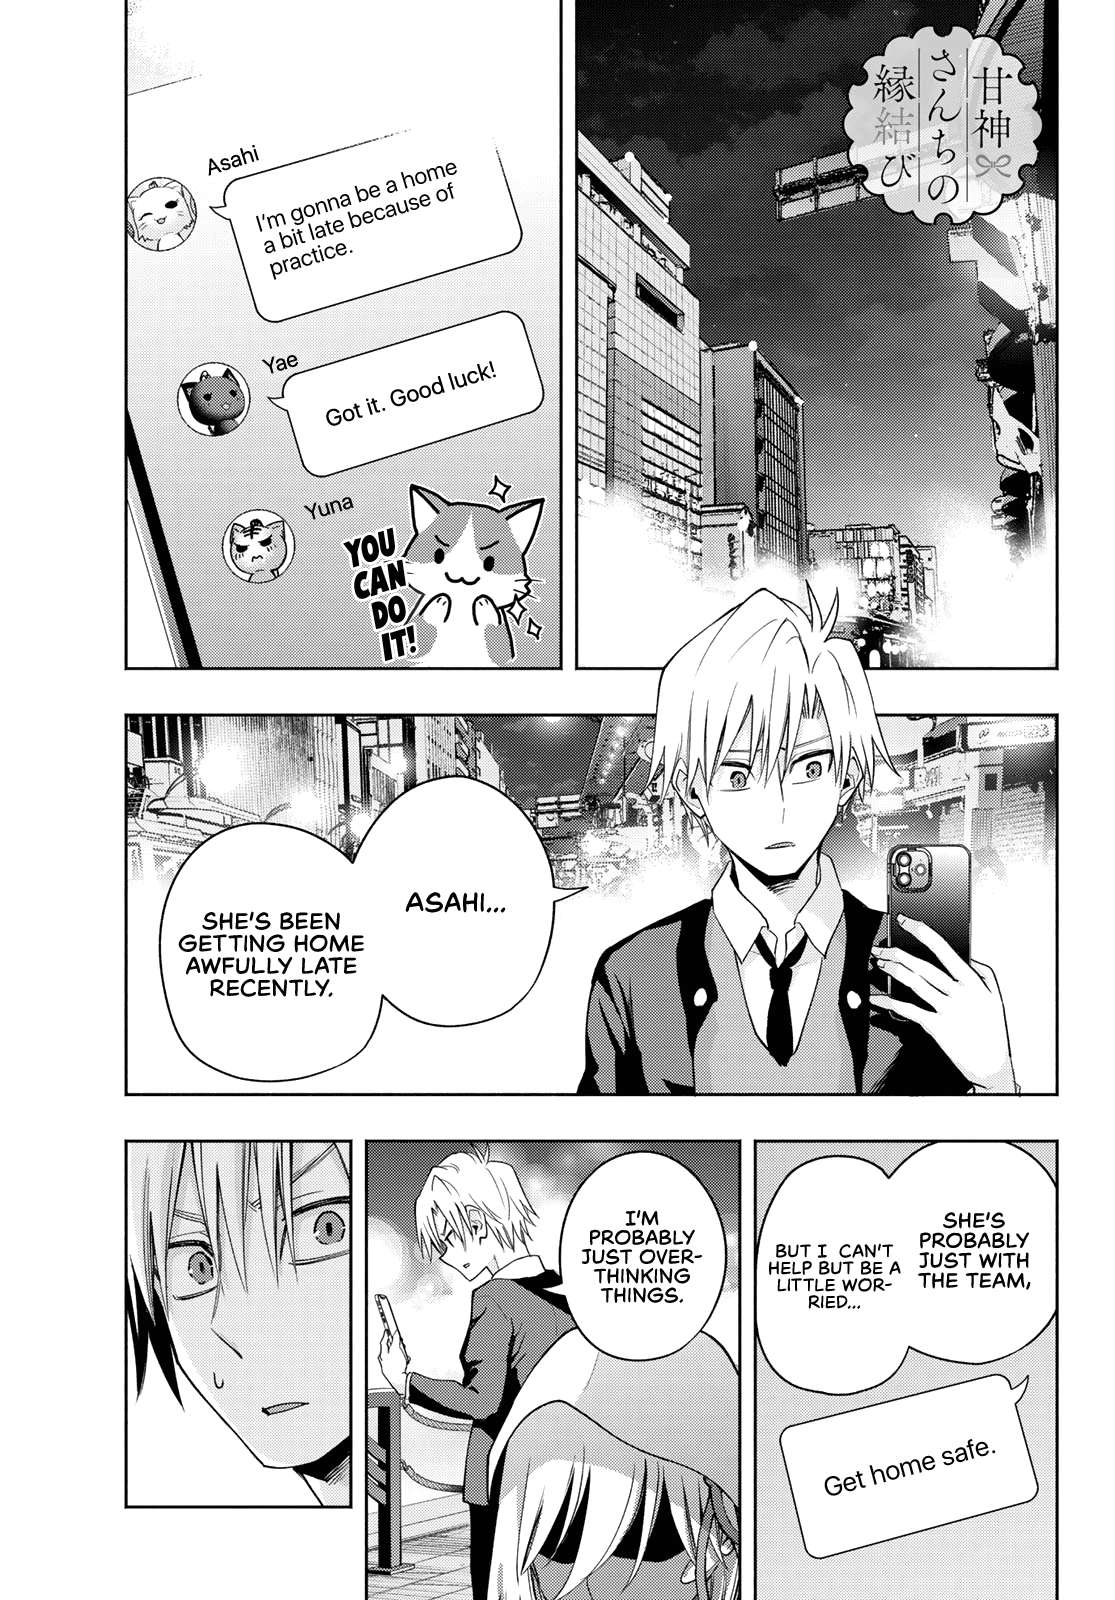 甘神
さんちの
縁結び
Asahi
I'm gonna be a home
a bit late because of
practice.
Yae
Got it. Good luck!
Yuna
YOU
CAN
DO
IT!
ASAHI...
SHE'S BEEN
GETTING HOME
AWFULLY LATE
RECENTLY.
SHE'S
PROBABLY
JUST WITH
THE TEAM,
BUT I CAN'T
HELP BUT BE A
LITTLE WOR-
RIED...
Get home safe.
I'M
PROBABLY
JUST OVER-
THINKING
THINGS.